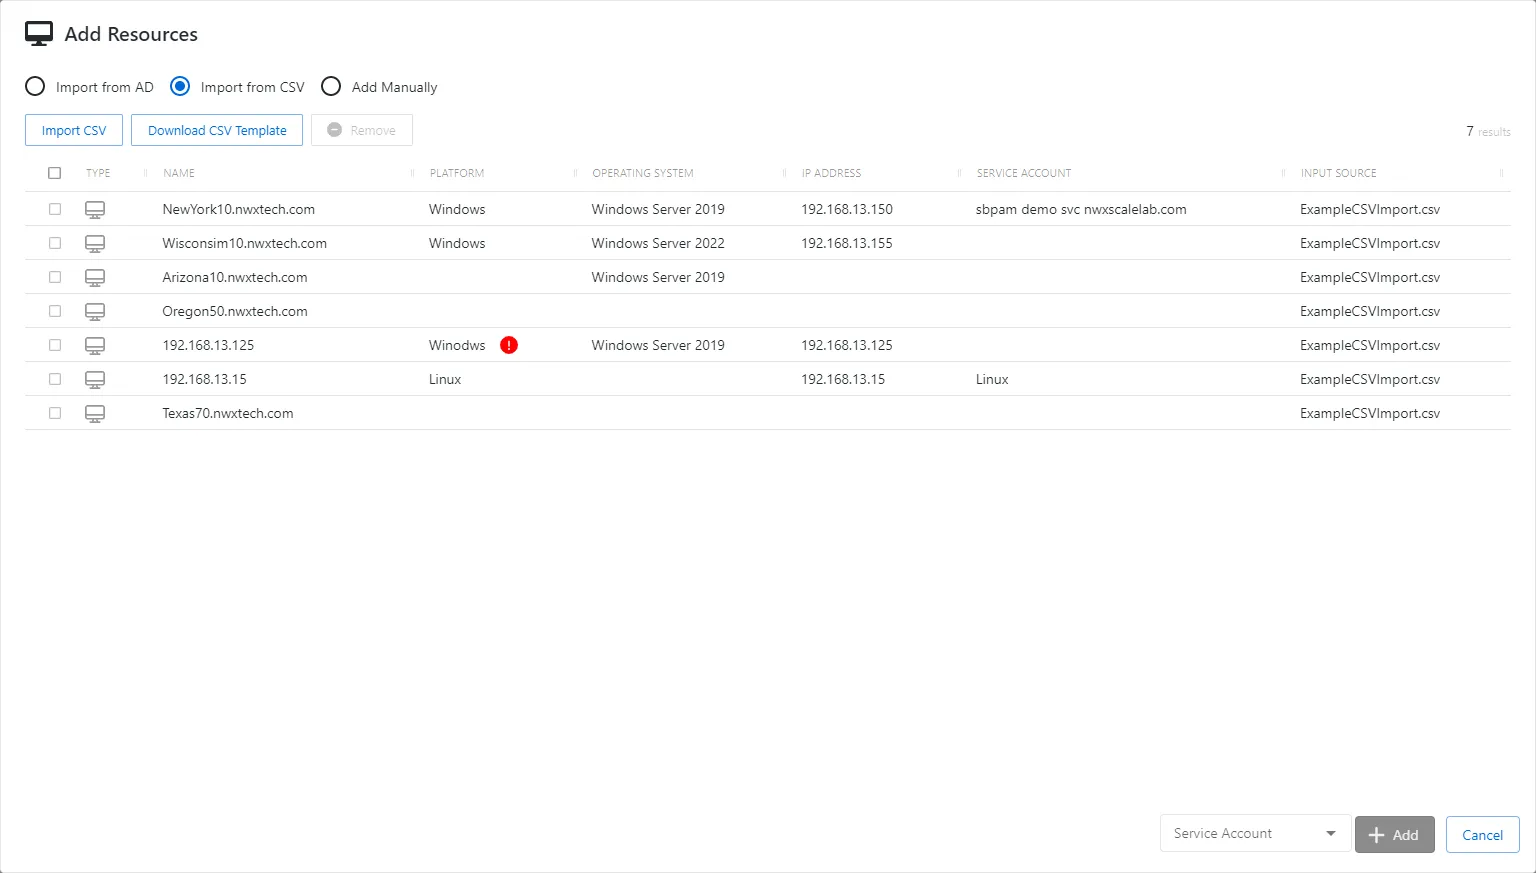 Add Resources
Import from AD Import from CSV Add Manually
Import CSV Download CSV Template Remove 7 results
TYPE NAME PLATFORM OPERATING SYSTEM IP ADDRESS SERVICE ACCOUNT INPUT SOURCE
NewYork10.nwxtech.com Windows Windows Server 2019 192.168.13.150 sbpam demo svc nwxscalelab.com ExampleCSVImport.csv
Wisconsim10.nwxtech.com Windows Windows Server 2022 192.168.13.155 ExampleCSVImport.csv
Arizona10.nwxtech.com Windows Server 2019 ExampleCSVImport.csv
Oregon50.nwxtech.com ExampleCSVImport.csv
192.168.13.125 Winodws ! Windows Server 2019 192.168.13.125 ExampleCSVImport.csv
192.168.13.15 Linux 192.168.13.15 Linux ExampleCSVImport.csv
Texas70.nwxtech.com ExampleCSVImport.csv
Service Account + Add Cancel